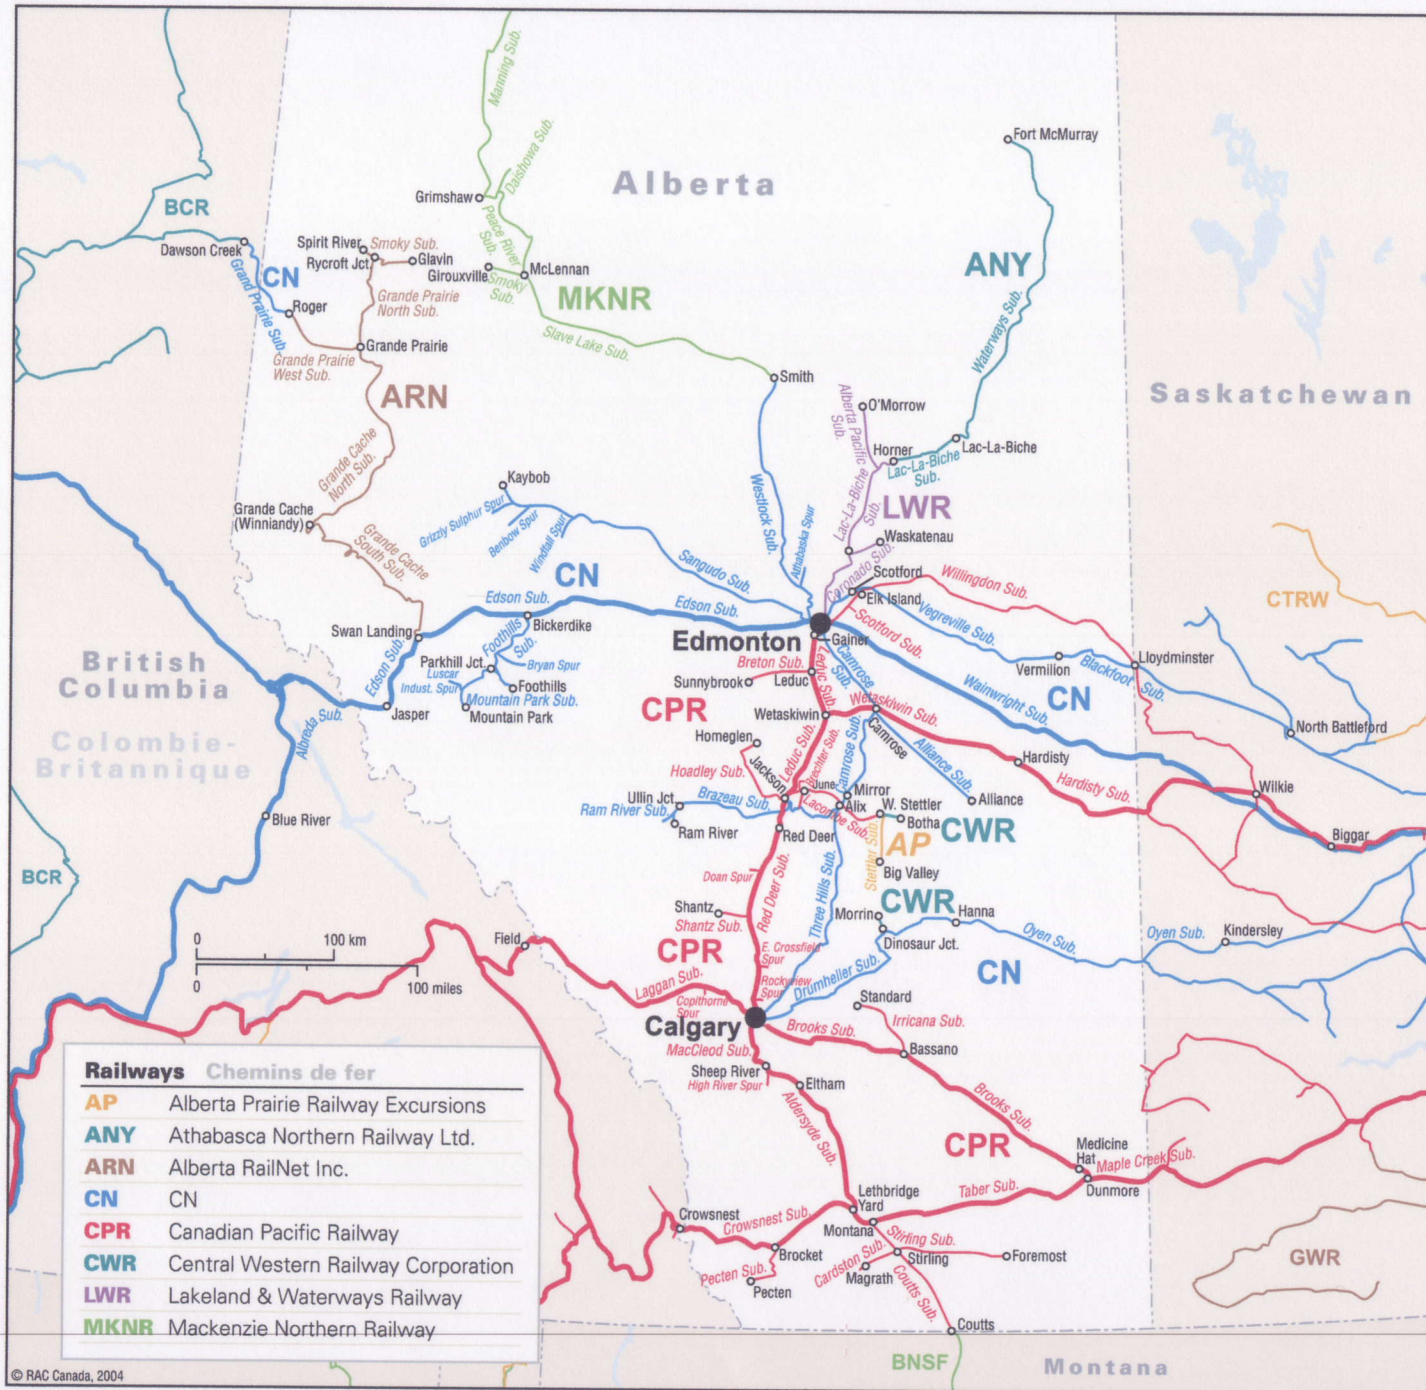 Alberta
British
Columbia
Colombie-
Britannique
Saskatchewan
Montana
Manning Sub.
Daishowa Sub.
Grimshaw
Peace River
Sub.
Fort McMurray
BCR
Dawson Creek
CN
Grand Prairie Sub.
Spirit River
Smoky Sub.
Rycroft Jct.
Glavin
Girouxville
McLennan
Smoky
Sub.
MKNR
ANY
Waterways Sub.
Roger
Grande Prairie
North Sub.
Grande Prairie
Grande Prairie
West Sub.
Slave Lake Sub.
Smith
ARN
Alberta Pacific
Sub.
O'Morrow
Horner
Lac-La-Biche
Lac-La-Biche
Sub.
Grande Cache
North Sub.
Kaybob
Grizzly Sulphur Spur
Benbow Spur
Windfall Spur
Westlock Sub.
Athabaska Spur
Lac-La-Biche
Sub.
LWR
Grande Cache
(Winniandy)
Grande Cache
South Sub.
Waskatenau
Coronado Sub.
Scotford
Elk Island
Willingdon Sub.
CTRW
CN
Sangudo Sub.
Edson Sub.
Edson Sub.
Swan Landing
Bickerdike
Edmonton
Gainer
Scotford Sub.
Vegreville Sub.
Vermilion
Blackfoot
Sub.
Lloydminster
Foothills
Sub.
Bryan Spur
Parkhill Jct.
Luscar
Indust. Spur
Foothills
Mountain Park Sub.
Mountain Park
Edson Sub.
Jasper
Albreda Sub.
Breton Sub.
Sunnybrook
Leduc
Leduc Sub.
Camrose
Sub.
Wainwright Sub.
CN
CPR
Wetaskiwin
Wetaskiwin Sub.
Camrose
North Battleford
Homeglen
Hoadley Sub.
Jackson
Leduc Sub.
Brechter Sub.
Camrose Sub.
Alliance Sub.
Alliance
Hardisty
Hardisty Sub.
Wilkie
Biggar
Ullin Jct.
Ram River Sub.
Ram River
Brazeau Sub.
June
Mirror
Alix
Lacombe Sub.
Red Deer
W. Stettler
Botha
CWR
AP
Stettler Sub.
Big Valley
Blue River
BCR
Doan Spur
Red Deer Sub.
Three Hills Sub.
Shantz
Shantz Sub.
CWR
Morrin
Dinosaur Jct.
Hanna
Oyen Sub.
Oyen Sub.
Kindersley
CN
Field
CPR
E. Crossfield
Spur
Rockyview
Spur
Drumheller Sub.
Laggan Sub.
Copithorne
Spur
0 100 km
0 100 miles
Calgary
Standard
Irricana Sub.
Brooks Sub.
Bassano
MacCleod Sub.
Sheep River
High River Spur
Eltham
Aldersyde Sub.
Brooks Sub.
CPR
Medicine
Hat
Maple Creek Sub.
Dunmore
Taber Sub.
Lethbridge
Yard
Montana
Crowsnest
Crowsnest Sub.
Brocket
Pecten Sub.
Pecten
Cardston Sub.
Magrath
Stirling Sub.
Stirling
Foremost
Coutts Sub.
Coutts
GWR
BNSF
Railways Chemins de fer
AP Alberta Prairie Railway Excursions
ANY Athabasca Northern Railway Ltd.
ARN Alberta RailNet Inc.
CN CN
CPR Canadian Pacific Railway
CWR Central Western Railway Corporation
LWR Lakeland & Waterways Railway
MKNR Mackenzie Northern Railway
© RAC Canada, 2004